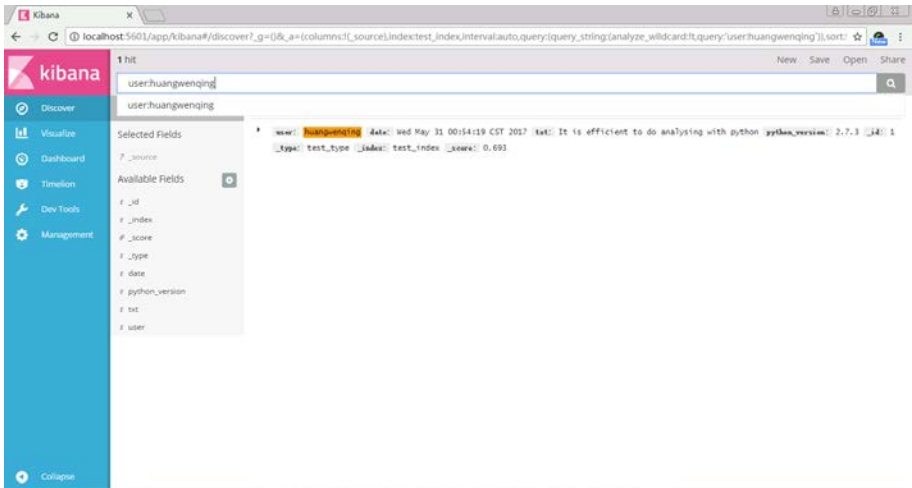 Kibana
localhost:5601/app/kibana#/discover?_g=()&_a=(columns:!(_source),index:test_index,interval:auto,query:(query_string:(analyze_wildcard:!t,query:'user:huangwenqing')),sort:
New
kibana
1 hit
New Save Open Share
user:huangwenqing
user:huangwenqing
Discover
Visualize
Dashboard
Timelion
Dev Tools
Management
Selected Fields
? _source
Available Fields
t _id
t _index
# _score
t _type
t date
t python_version
t txt
t user
user: huangwenqing date: Wed May 31 00:54:19 CST 2017 txt: It is efficient to do analysing with python python_version: 2.7.3 _id: 1
_type: test_type _index: test_index _score: 0.693
Collapse